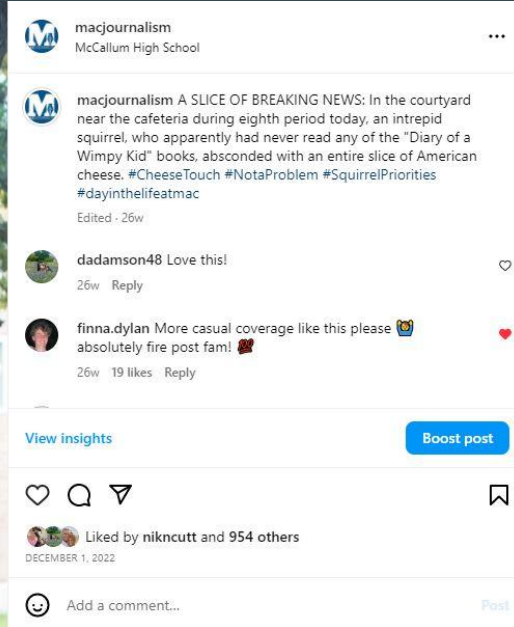 macjournalism
McCallum High School
macjournalism A SLICE OF BREAKING NEWS: In the courtyard
near the cafeteria during eighth period today, an intrepid
squirrel, who apparently had never read any of the "Diary of a
Wimpy Kid" books, absconded with an entire slice of American
cheese. #CheeseTouch #NotaProblem #SquirrelPriorities
#dayinthelifeatmac
Edited · 26w
dadamson48 Love this!
26w Reply
finna.dylan More casual coverage like this please 🙆‍♂️
absolutely fire post fam! 💯
26w 19 likes Reply
View insights
Boost post
Liked by nikncutt and 954 others
DECEMBER 1, 2022
Add a comment...
Post